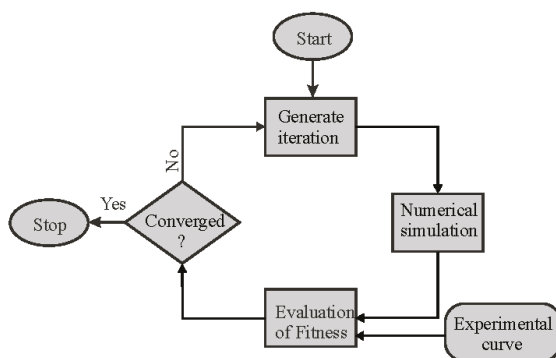 Start
Generate
iteration
No
Yes
Stop
Converged
?
Numerical
simulation
Evaluation
of Fitness
Experimental
curve